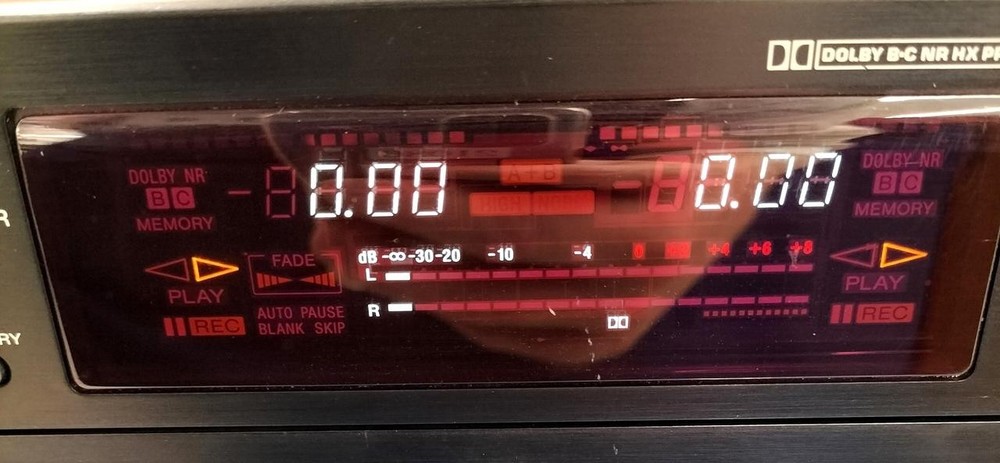 DOLBY B·C NR HX P
R
DOLBY NR
B C
MEMORY
0.00
A+B
0.00
DOLBY NR
B C
MEMORY
dB -∞ -30 -20 -10 -4 0 +4 +6 +8
L
R
FADE
PLAY
REC
AUTO PAUSE
BLANK SKIP
PLAY
REC
RY